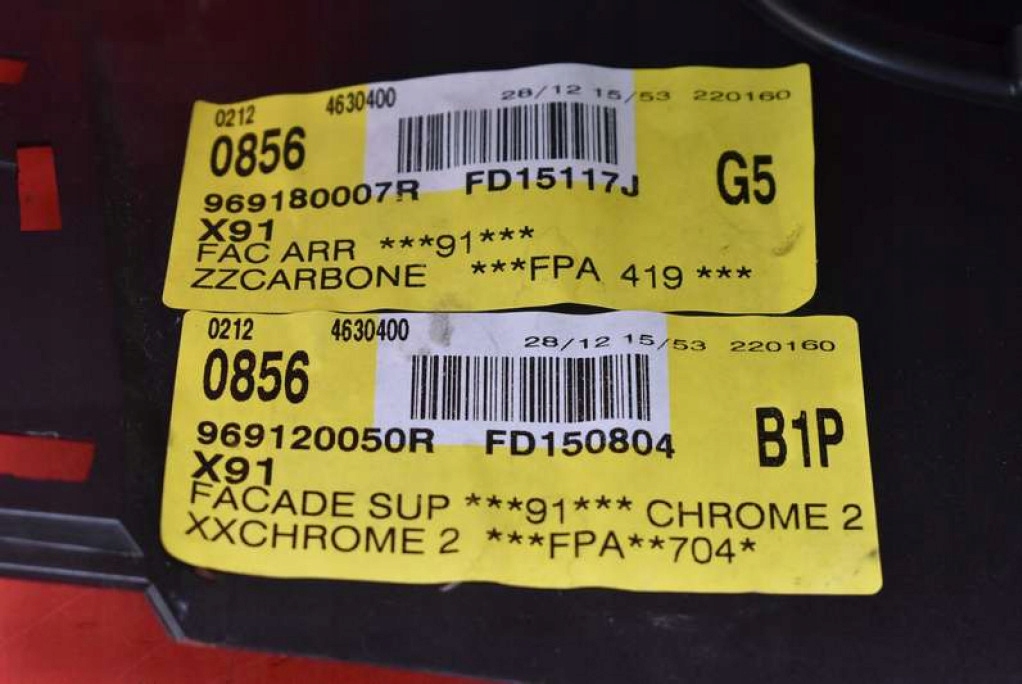 0212 4630400 28/12 15/53 220160
0856 G5
969180007R FD15117J
X91
FAC ARR ***91***
ZZCARBONE ***FPA 419 ***
0212 4630400 28/12 15/53 220160
0856 B1P
969120050R FD150804
X91
FACADE SUP ***91*** CHROME 2
XXCHROME 2 ***FPA**704*